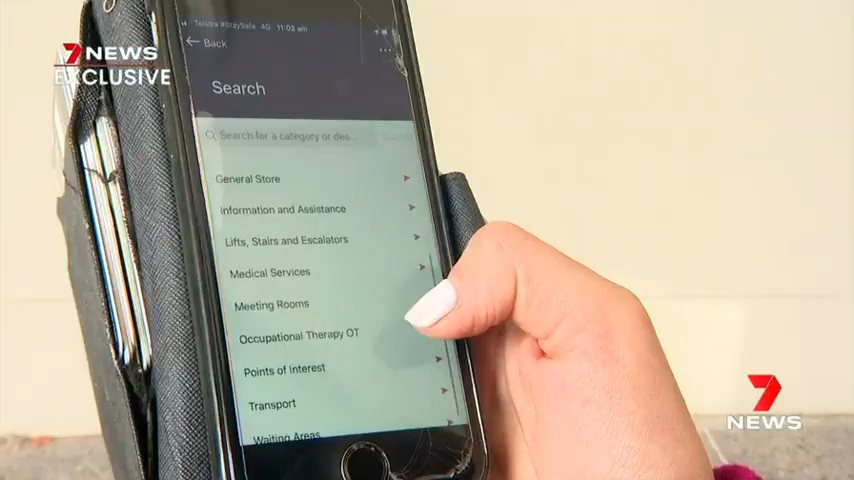 7 NEWS
EXCLUSIVE
Telstra #StaySafe 4G 11:02 am
Back
Search
Search for a category or des...
General Store
Information and Assistance
Lifts, Stairs and Escalators
Medical Services
Meeting Rooms
Occupational Therapy OT
Points of Interest
Transport
Waiting Areas
7
NEWS